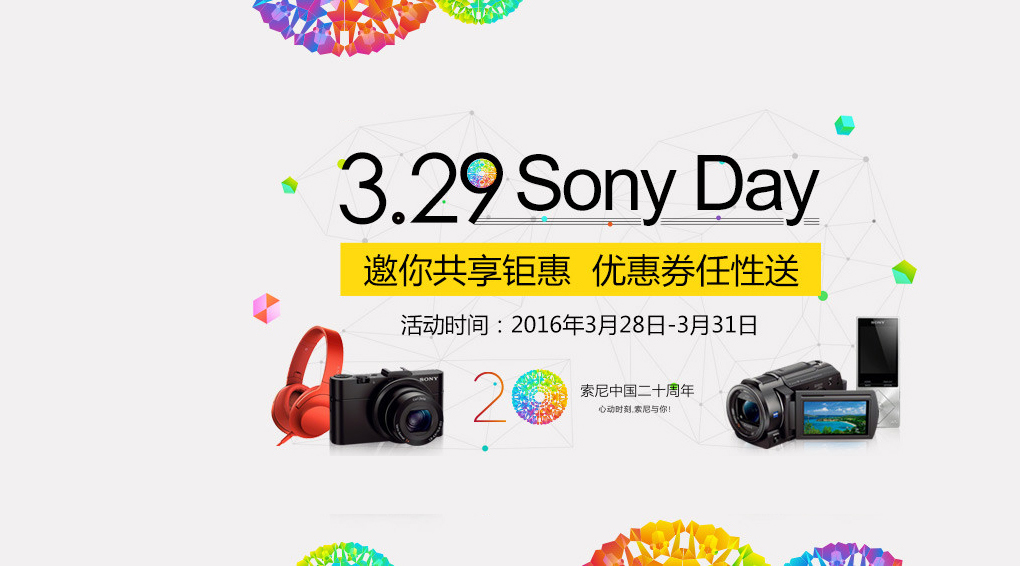 3.29 Sony Day
邀你共享钜惠 优惠券任性送
活动时间：2016年3月28日-3月31日
SONY
SONY
20
索尼中国二十周年
心动时刻,索尼与你!